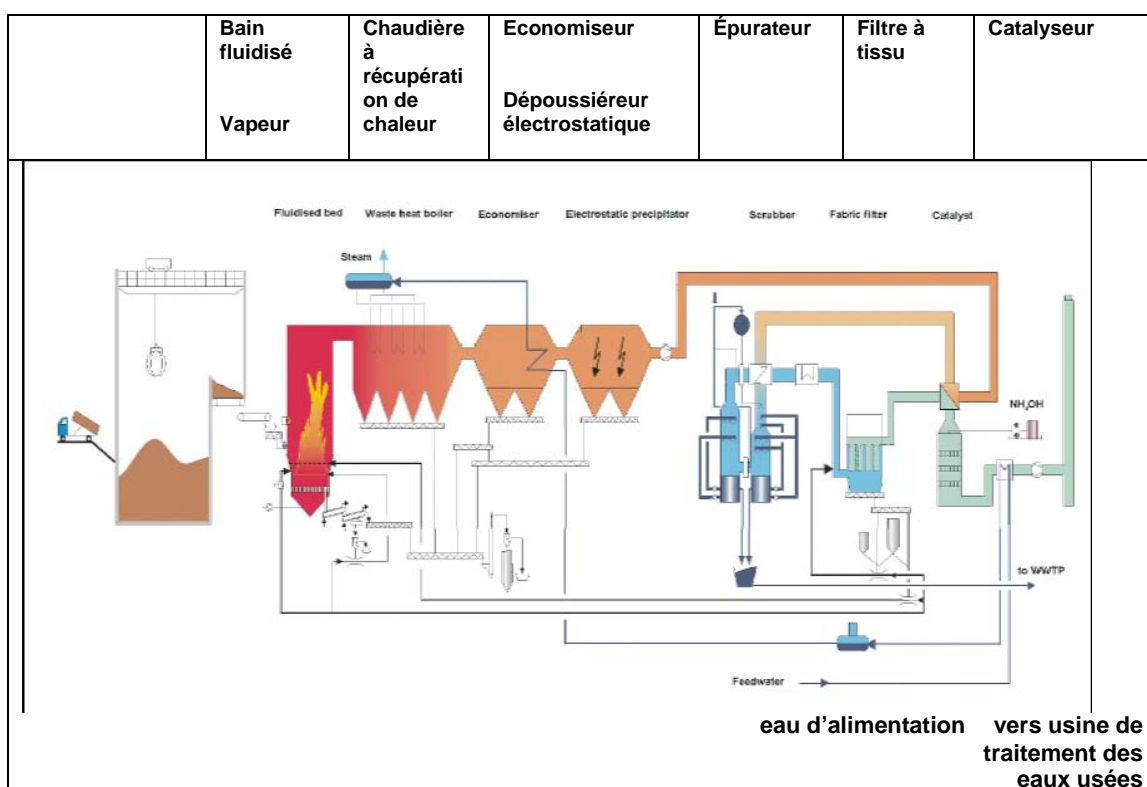 Bain
fluidisé
Vapeur
Chaudière
à
récupérati
on de
chaleur
Economiseur
Dépoussiéreur
électrostatique
Épurateur
Filtre à
tissu
Catalyseur
Fluidised bed
Waste heat boiler
Economiser
Electrostatic precipitator
Scrubber
Fabric filter
Catalyst
Steam
NH₄OH
to WWTP
Feedwater
eau d'alimentation
vers usine de
traitement des
eaux usées